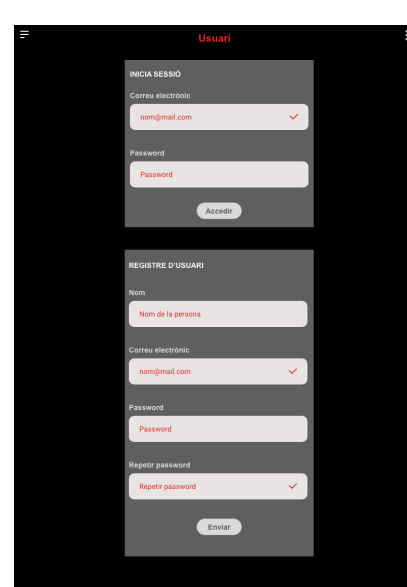 Usuari
INICIA SESSIÓ
Correu electrònic
nom@mail.com
Password
Password
Accedir
REGISTRE D'USUARI
Nom
Nom de la persona
Correu electrònic
nom@mail.com
Password
Password
Repetir password
Repetir password
Enviar